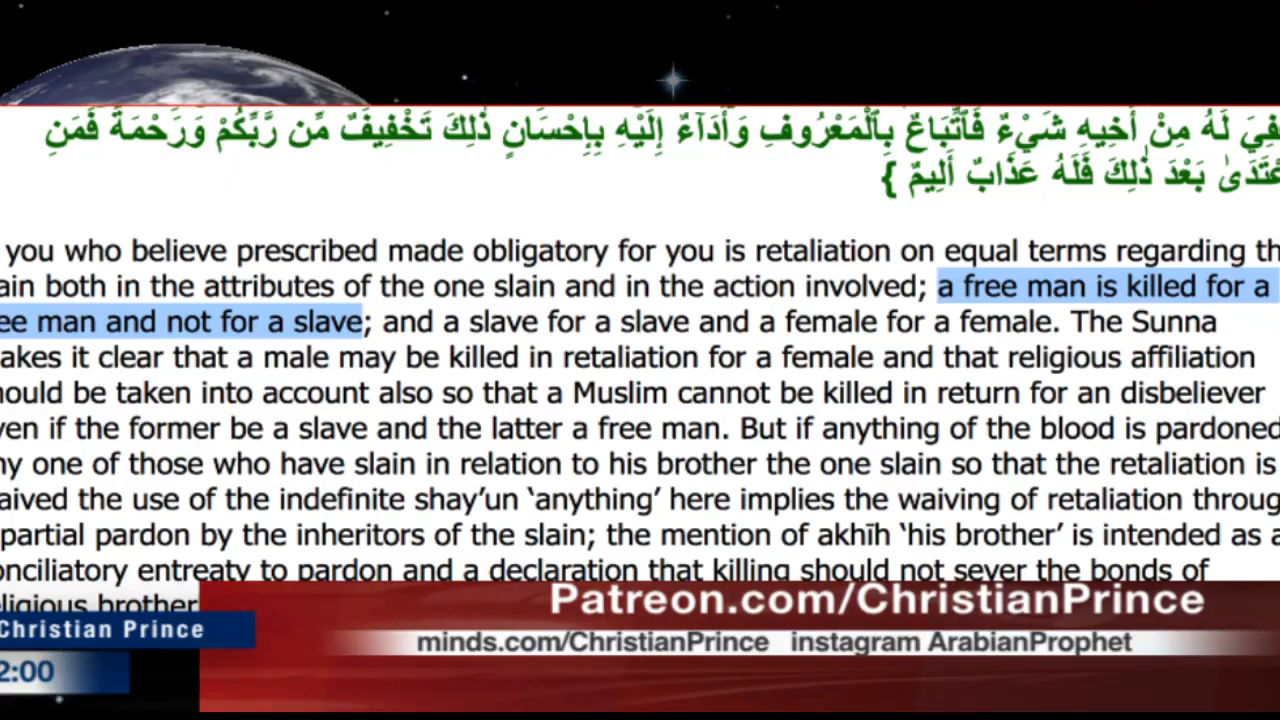 فِيَ لَهُ مِنْ أَخِيهِ شَيْءٌ فَٱتِّبَاعٌ بِٱلْمَعْرُوفِ وَأَدَآءٌ إِلَيْهِ بِإِحْسَانٍ ذٰلِكَ تَخْفِيفٌ مِّن رَّبِّكُمْ وَرَحْمَةٌ فَمَنِ
عْتَدَىٰ بَعْدَ ذٰلِكَ فَلَهُ عَذَابٌ أَلِيمٌ }
you who believe prescribed made obligatory for you is retaliation on equal terms regarding th
ain both in the attributes of the one slain and in the action involved; a free man is killed for a
ee man and not for a slave; and a slave for a slave and a female for a female. The Sunna
akes it clear that a male may be killed in retaliation for a female and that religious affiliation
hould be taken into account also so that a Muslim cannot be killed in return for an disbeliever
ven if the former be a slave and the latter a free man. But if anything of the blood is pardoned
ny one of those who have slain in relation to his brother the one slain so that the retaliation is
aived the use of the indefinite shay’un ‘anything’ here implies the waiving of retaliation throug
partial pardon by the inheritors of the slain; the mention of akhīh ‘his brother’ is intended as a
onciliatory entreaty to pardon and a declaration that killing should not sever the bonds of
eligious brother
Patreon.com/ChristianPrince
Christian Prince
minds.com/ChristianPrince instagram ArabianProphet
2:00